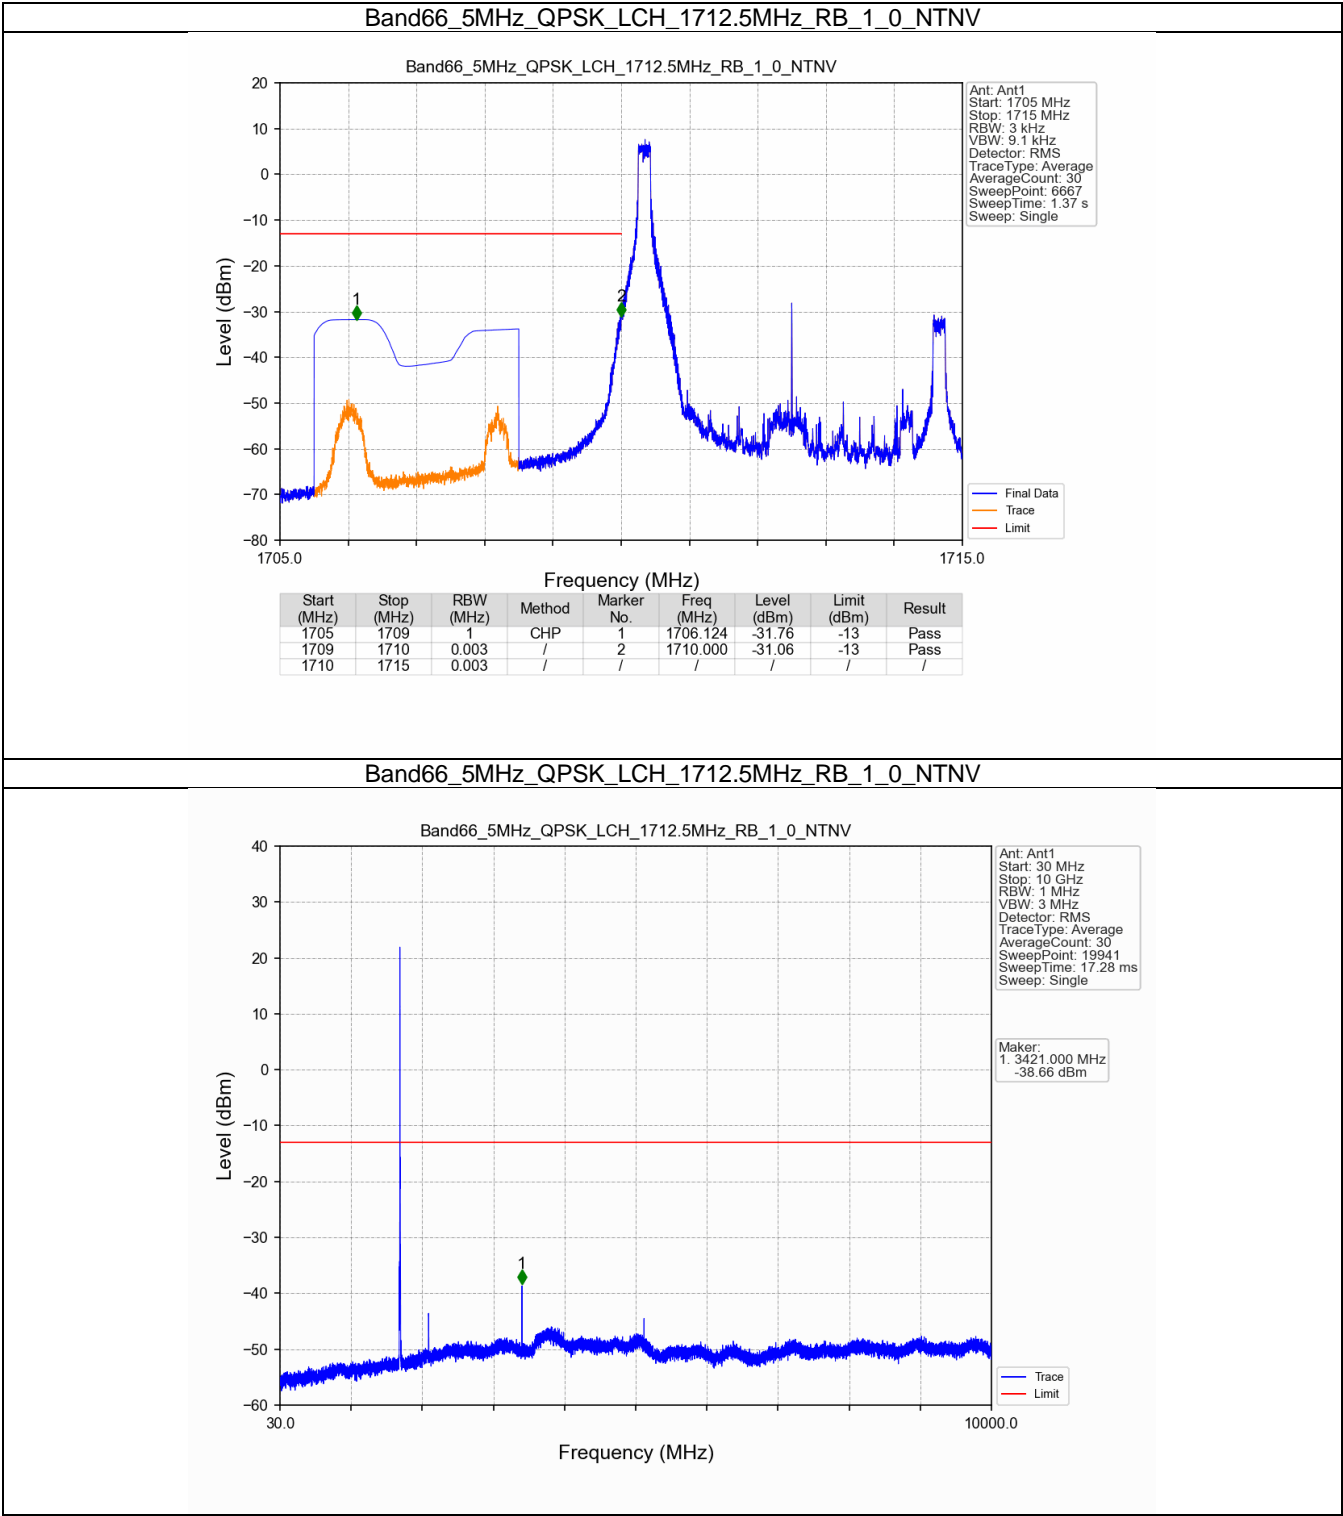 Band66_5MHz_QPSK_LCH_1712.5MHz_RB_1_0_NTNV
Band66_5MHz_QPSK_LCH_1712.5MHz_RB_1_0_NTNV
20
10
0
−10
−20
−30
−40
−50
−60
−70
−80
Level (dBm)
1
2
1705.0
1715.0
Frequency (MHz)
Ant: Ant1
Start: 1705 MHz
Stop: 1715 MHz
RBW: 3 kHz
VBW: 9.1 kHz
Detector: RMS
TraceType: Average
AverageCount: 30
SweepPoint: 6667
SweepTime: 1.37 s
Sweep: Single
Final Data
Trace
Limit
Start (MHz) Stop (MHz) RBW (MHz) Method Marker No. Freq (MHz) Level (dBm) Limit (dBm) Result
1705 1709 1 CHP 1 1706.124 -31.76 -13 Pass
1709 1710 0.003 / 2 1710.000 -31.06 -13 Pass
1710 1715 0.003 / / / / / /
Band66_5MHz_QPSK_LCH_1712.5MHz_RB_1_0_NTNV
Band66_5MHz_QPSK_LCH_1712.5MHz_RB_1_0_NTNV
40
30
20
10
0
−10
−20
−30
−40
−50
−60
Level (dBm)
1
30.0
10000.0
Frequency (MHz)
Ant: Ant1
Start: 30 MHz
Stop: 10 GHz
RBW: 1 MHz
VBW: 3 MHz
Detector: RMS
TraceType: Average
AverageCount: 30
SweepPoint: 19941
SweepTime: 17.28 ms
Sweep: Single
Maker:
1. 3421.000 MHz
-38.66 dBm
Trace
Limit